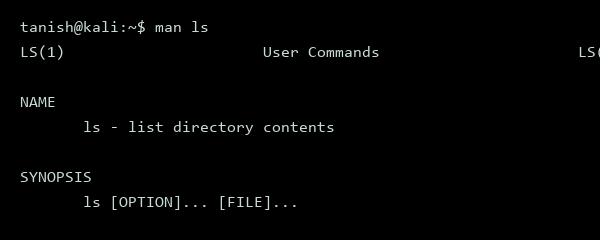 tanish@kali:~$ man ls
LS(1) User Commands LS(
NAME
ls - list directory contents
SYNOPSIS
ls [OPTION]... [FILE]...